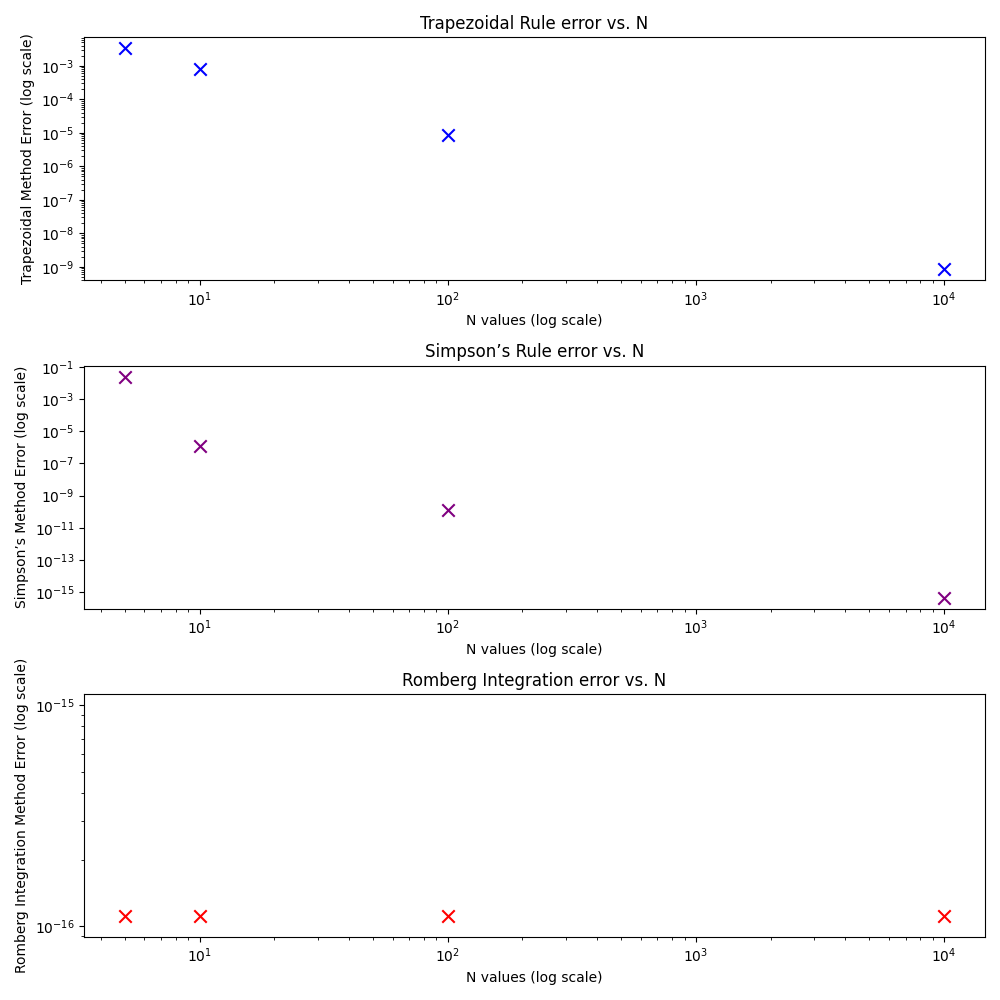 Trapezoidal Rule error vs. N
Trapezoidal Method Error (log scale)
10⁻³
10⁻⁴
10⁻⁵
10⁻⁶
10⁻⁷
10⁻⁸
10⁻⁹
10¹ 10² 10³ 10⁴
N values (log scale)
Simpson’s Rule error vs. N
Simpson’s Method Error (log scale)
10⁻¹
10⁻³
10⁻⁵
10⁻⁷
10⁻⁹
10⁻¹¹
10⁻¹³
10⁻¹⁵
10¹ 10² 10³ 10⁴
N values (log scale)
Romberg Integration error vs. N
Romberg Integration Method Error (log scale)
10⁻¹⁵
10⁻¹⁶
10¹ 10² 10³ 10⁴
N values (log scale)